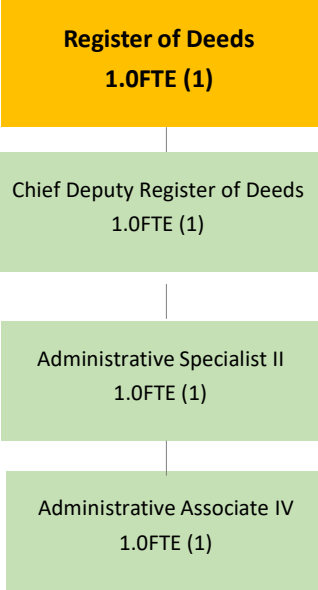 Register of Deeds
1.0FTE (1)
Chief Deputy Register of Deeds
1.0FTE (1)
Administrative Specialist II
1.0FTE (1)
Administrative Associate IV
1.0FTE (1)